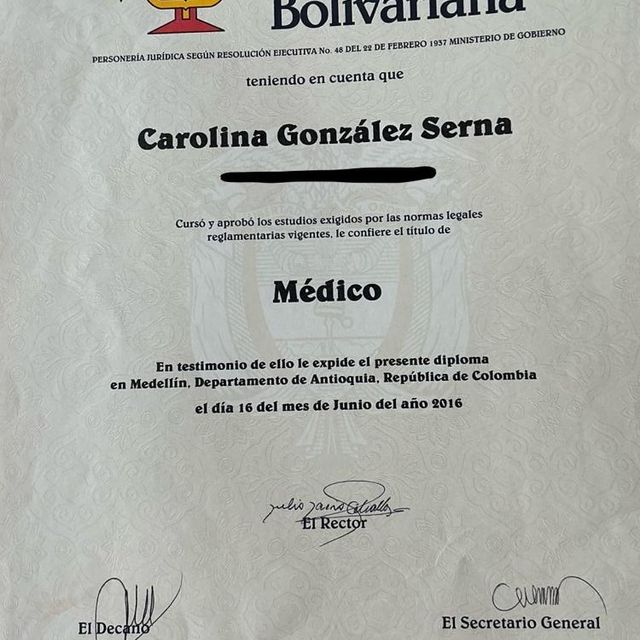 Bolivariana
PERSONERÍA JURÍDICA SEGÚN RESOLUCIÓN EJECUTIVA No. 48 DEL 22 DE FEBRERO 1937 MINISTERIO DE GOBIERNO
teniendo en cuenta que
Carolina González Serna
Cursó y aprobó los estudios exigidos por las normas legales
reglamentarias vigentes, le confiere el título de
Médico
En testimonio de ello le expide el presente diploma
en Medellín, Departamento de Antioquia, República de Colombia
el día 16 del mes de Junio del año 2016
El Rector
El Decano
El Secretario General